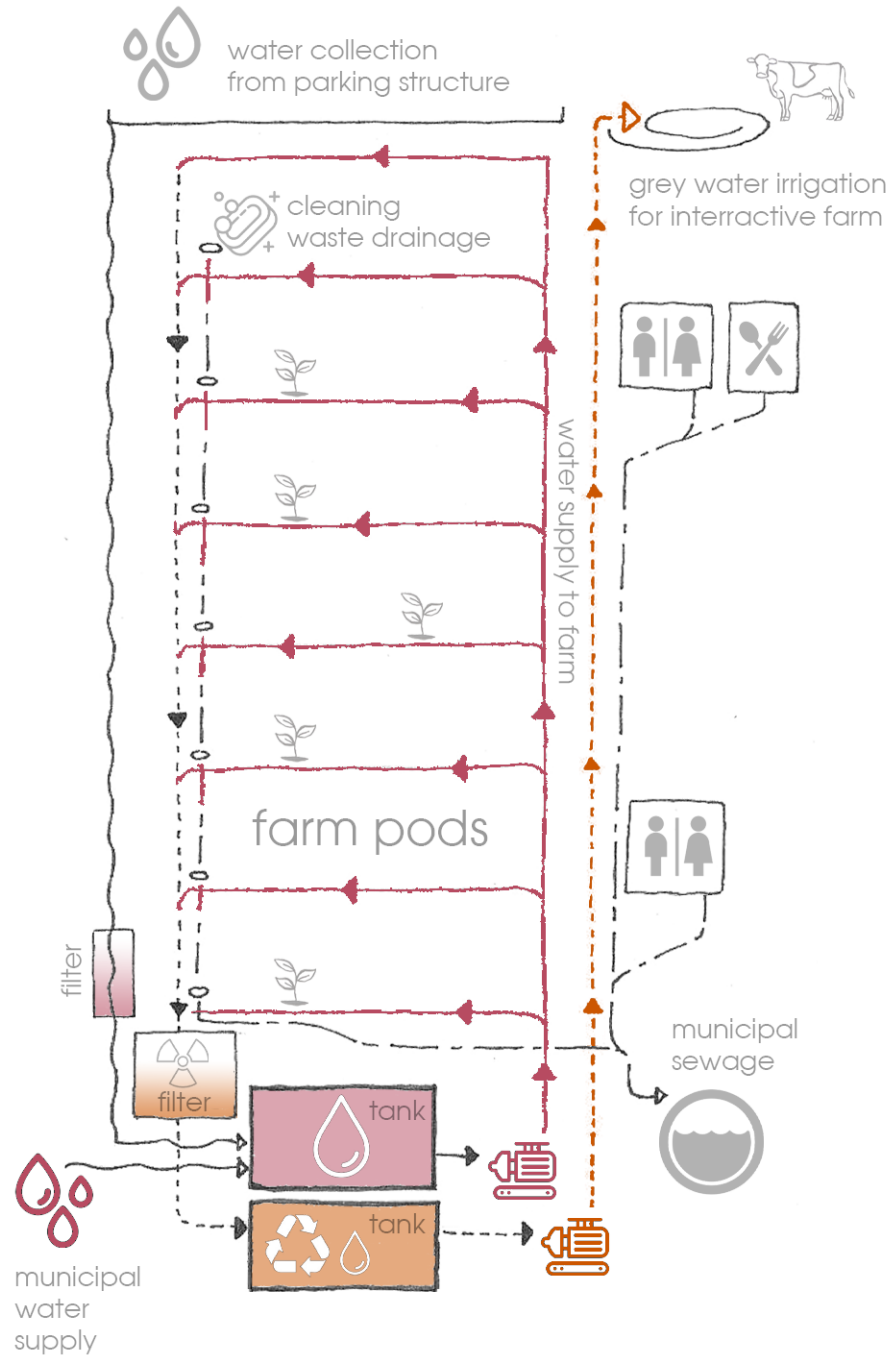 water collection
from parking structure
grey water irrigation
for interractive farm
cleaning
waste drainage
water supply to farm
farm pods
filter
municipal
sewage
filter
tank
tank
municipal
water
supply